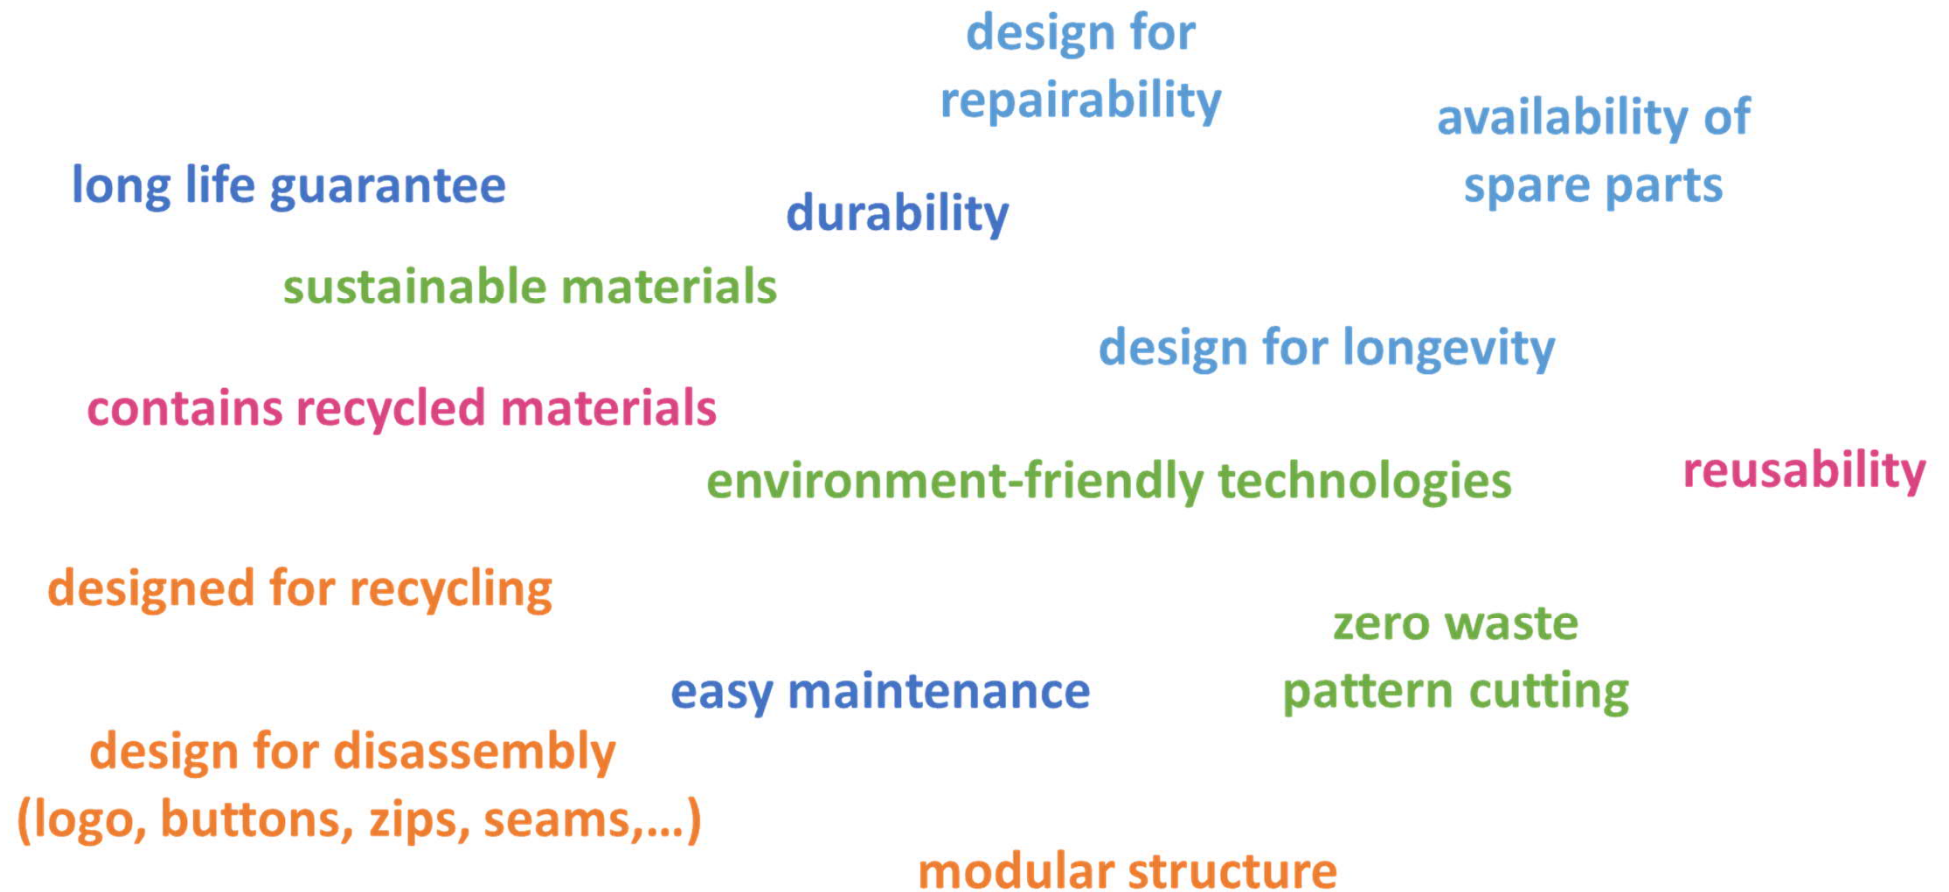 design for
repairability
availability of
spare parts
long life guarantee
durability
sustainable materials
design for longevity
contains recycled materials
environment-friendly technologies
reusability
designed for recycling
zero waste
pattern cutting
easy maintenance
design for disassembly
(logo, buttons, zips, seams,...)
modular structure